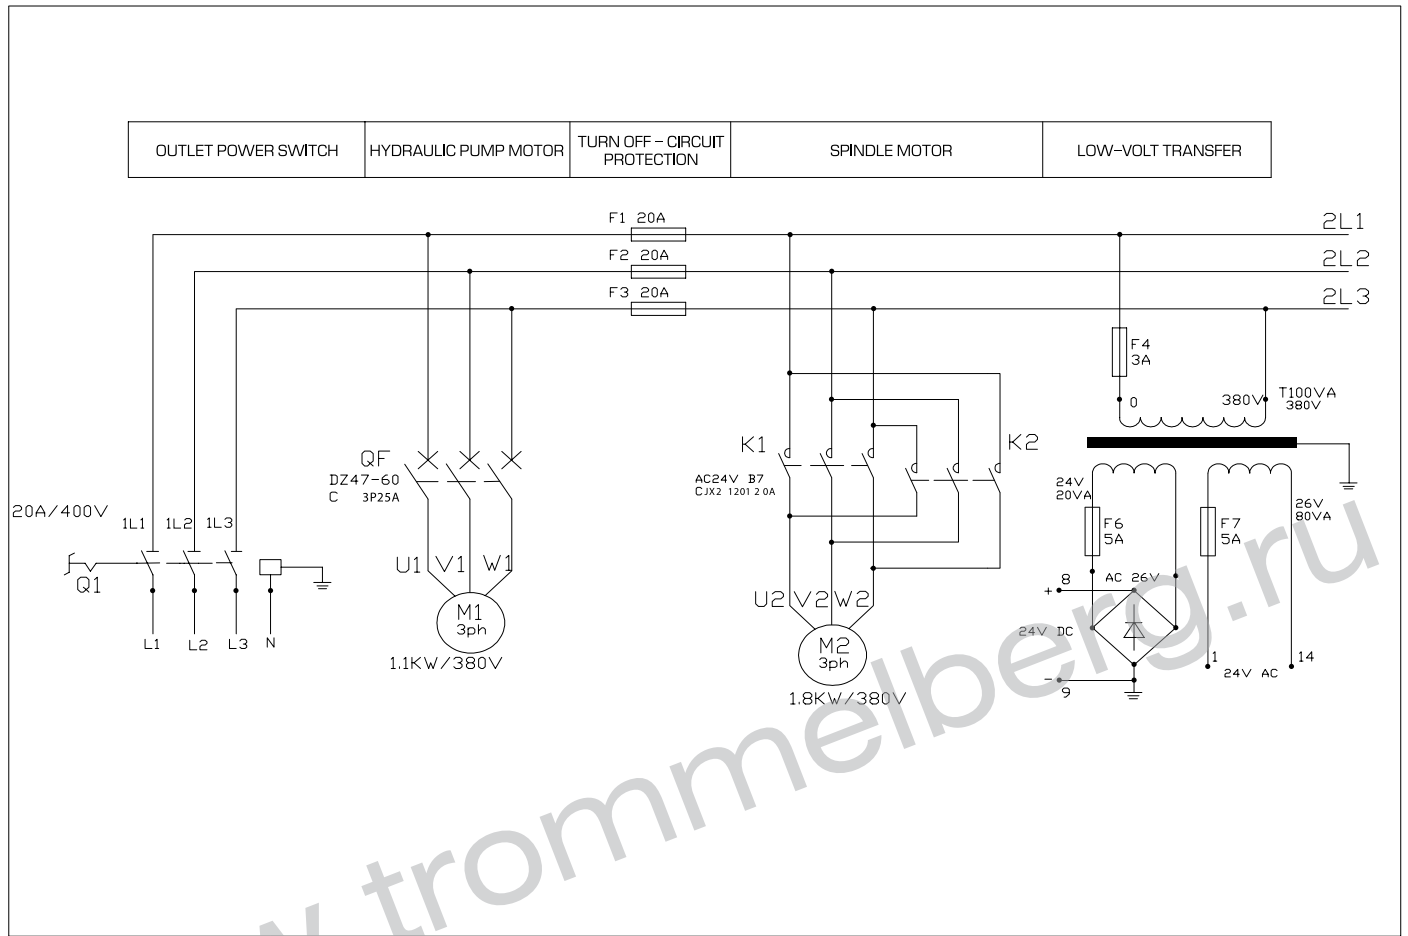 OUTLET POWER SWITCH
HYDRAULIC PUMP MOTOR
TURN OFF – CIRCUIT
PROTECTION
SPINDLE MOTOR
LOW–VOLT TRANSFER
F1 20A
2L1
F2 20A
2L2
F3 20A
2L3
F4
3A
0
380V
T100VA
380V
K1
K2
QF
DZ47-60
C 3P25A
AC24V B7
CJX2 1201 20A
24V
20VA
26V
80VA
20A/400V
1L1
1L2
1L3
F6
5A
F7
5A
Q1
U1
V1
W1
8
AC 26V
+
U2
V2
W2
M1
3ph
24V DC
L1
L2
L3
N
1.1KW/380V
M2
3ph
1
14
24V AC
-
9
1.8KW/380V
w.trommelberg.ru